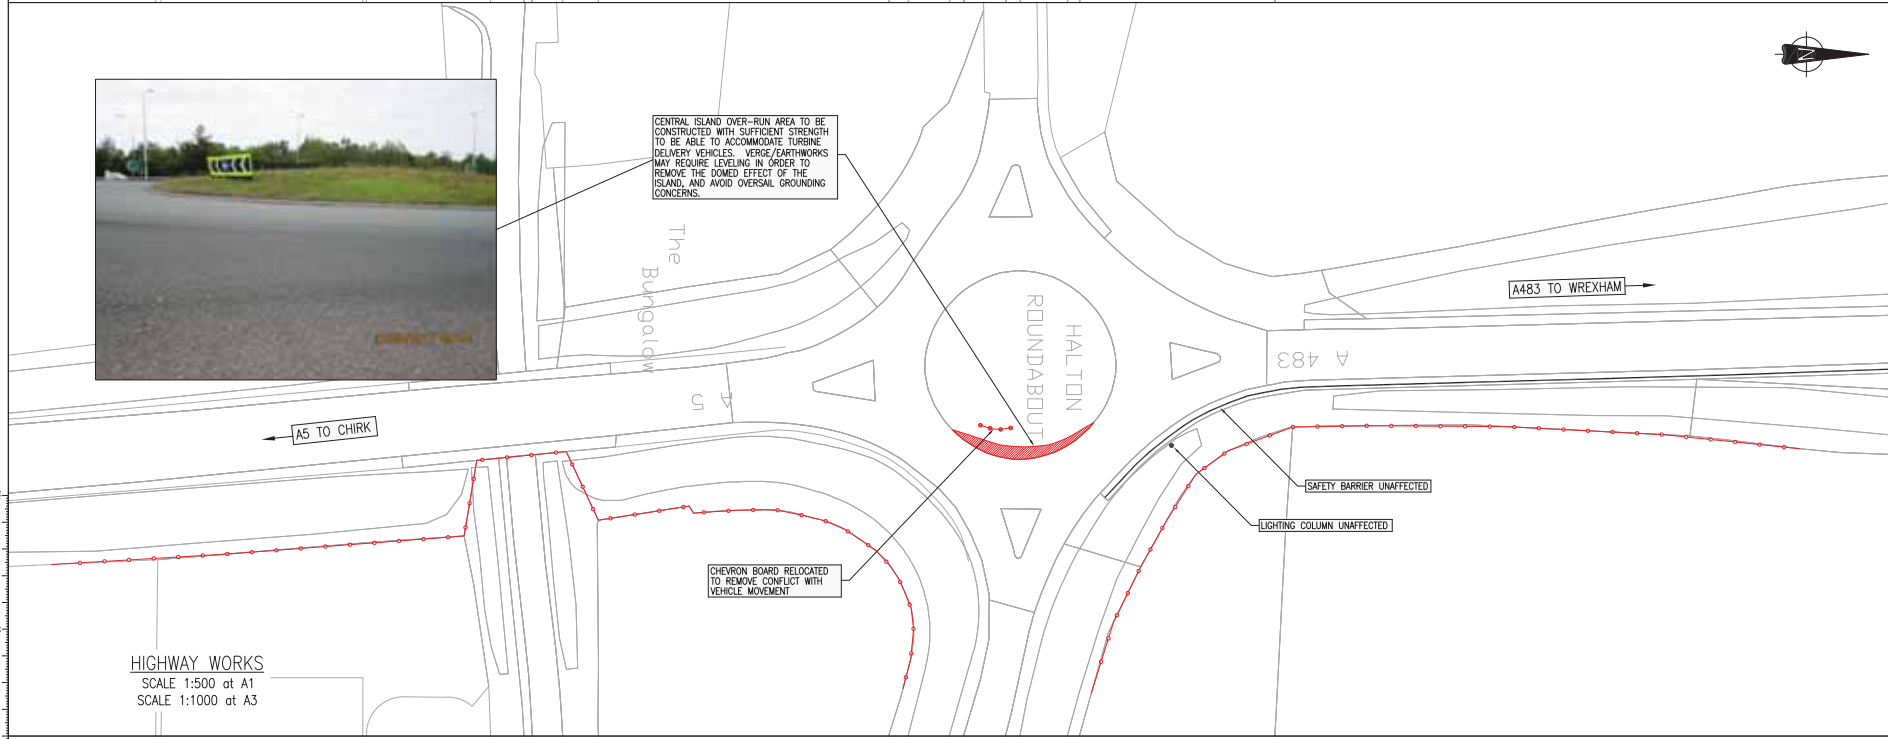 CENTRAL ISLAND OVER-RUN AREA TO BE
CONSTRUCTED WITH SUFFICIENT STRENGTH
TO BE ABLE TO ACCOMMODATE TURBINE
DELIVERY VEHICLES. VERGE/EARTHWORKS
MAY REQUIRE LEVELING IN ORDER TO
REMOVE THE DOMED EFFECT OF THE
ISLAND, AND AVOID OVERSAIL GROUNDING
CONCERNS.
N
The
Bungalow
HALTON
ROUNDABOUT
A483 TO WREXHAM
A 483
A 5
A5 TO CHIRK
SAFETY BARRIER UNAFFECTED
LIGHTING COLUMN UNAFFECTED
CHEVRON BOARD RELOCATED
TO REMOVE CONFLICT WITH
VEHICLE MOVEMENT
HIGHWAY WORKS
SCALE 1:500 at A1
SCALE 1:1000 at A3